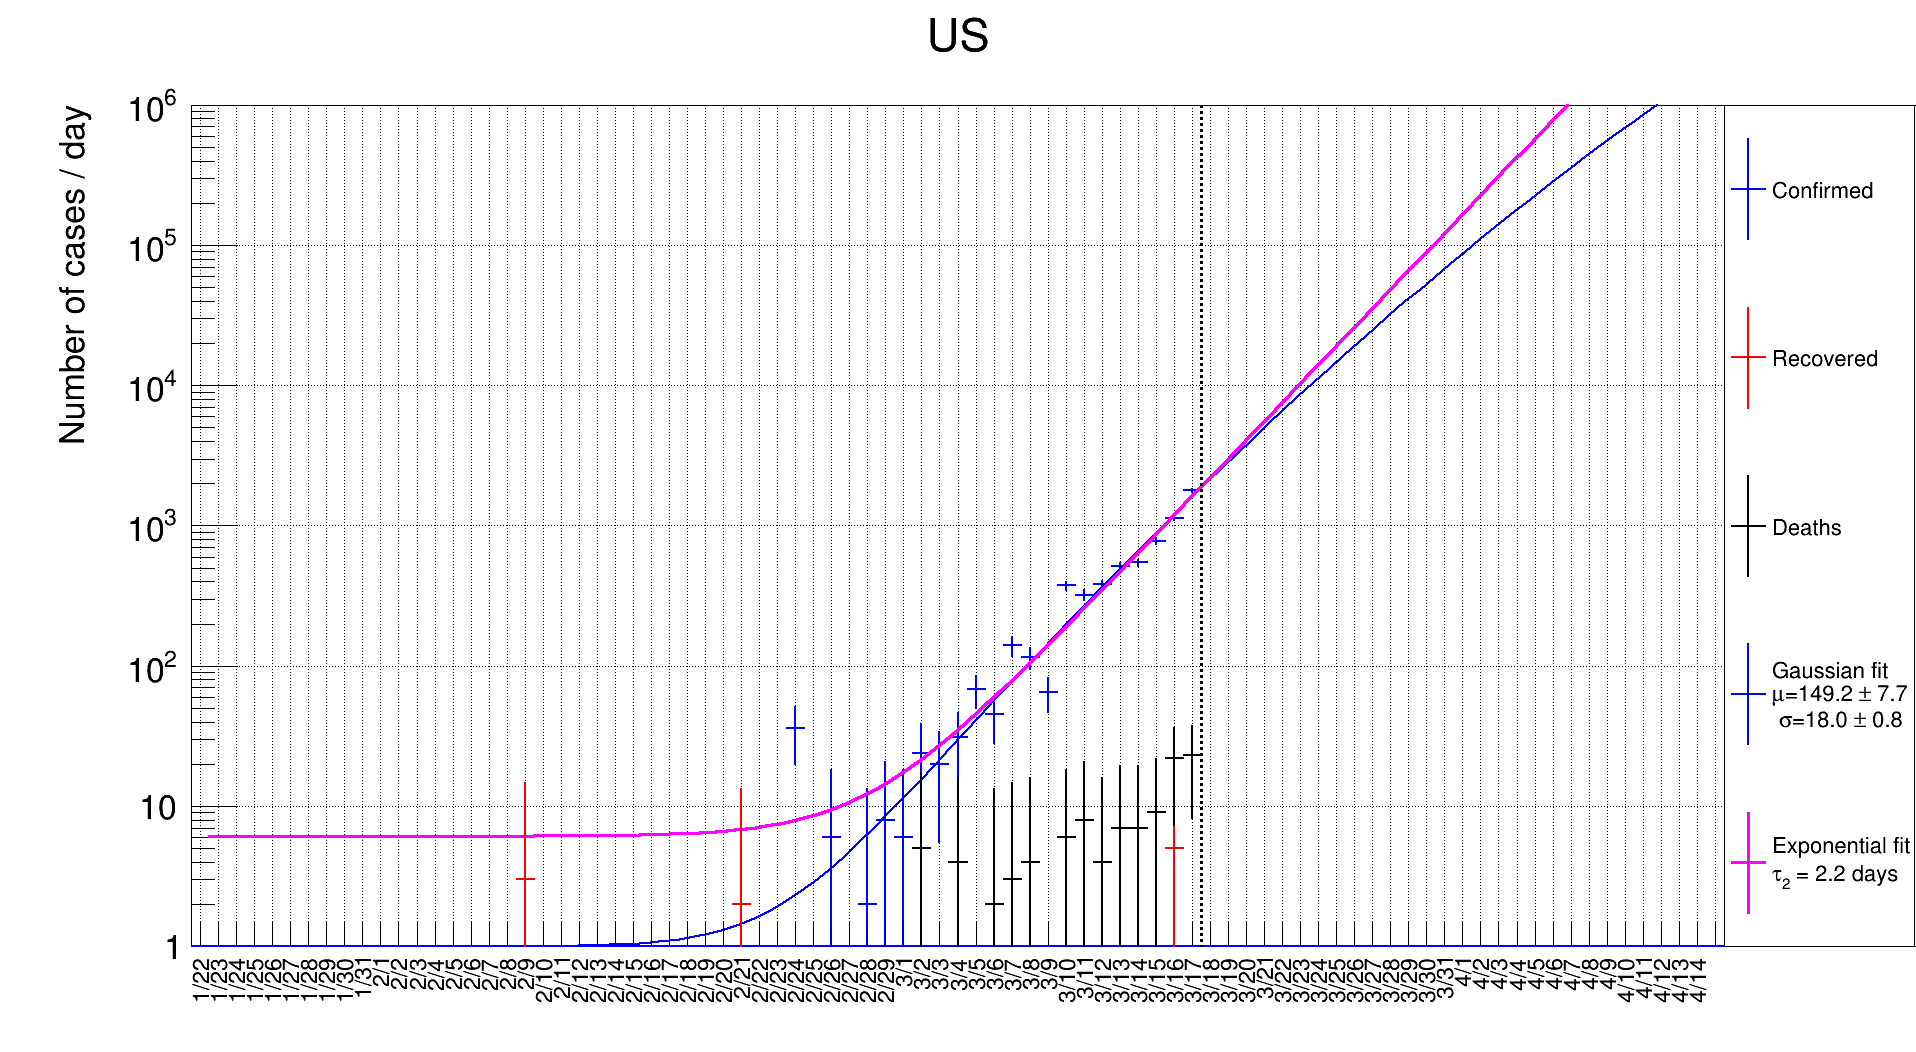 US
Number of cases / day
10^6
10^5
10^4
10^3
10^2
10
1
1/22 1/23 1/24 1/25 1/26 1/27 1/28 1/29 1/30 1/31 2/1 2/2 2/3 2/4 2/5 2/6 2/7 2/8 2/9 2/10 2/11 2/12 2/13 2/14 2/15 2/16 2/17 2/18 2/19 2/20 2/21 2/22 2/23 2/24 2/25 2/26 2/27 2/28 2/29 3/1 3/2 3/3 3/4 3/5 3/6 3/7 3/8 3/9 3/10 3/11 3/12 3/13 3/14 3/15 3/16 3/17 3/18 3/19 3/20 3/21 3/22 3/23 3/24 3/25 3/26 3/27 3/28 3/29 3/30 3/31 4/1 4/2 4/3 4/4 4/5 4/6 4/7 4/8 4/9 4/10 4/11 4/12 4/13 4/14
Confirmed
Recovered
Deaths
Gaussian fit
μ=149.2 ± 7.7
σ=18.0 ± 0.8
Exponential fit
τ₂ = 2.2 days